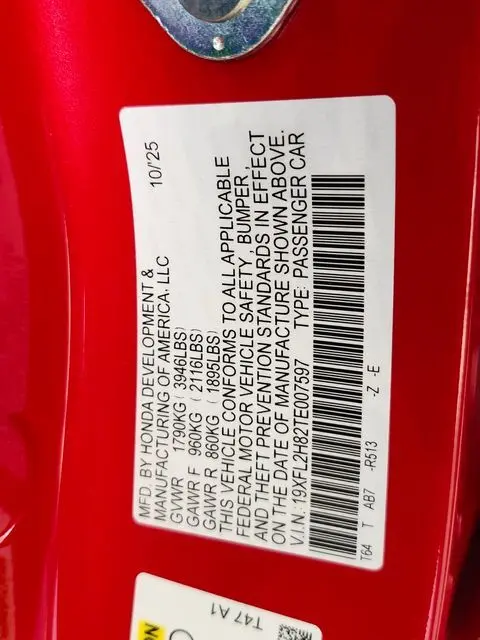 MFD. BY HONDA DEVELOPMENT & 10/'25
MANUFACTURING OF AMERICA. LLC
GVWR 1790KG ( 3946LBS)
GAWR F 960KG ( 2116LBS)
GAWR R 860KG ( 1895LBS)
THIS VEHICLE CONFORMS TO ALL APPLICABLE
FEDERAL MOTOR VEHICLE SAFETY, BUMPER,
AND THEFT PREVENTION STANDARDS IN EFFECT
ON THE DATE OF MANUFACTURE SHOWN ABOVE.
V.I.N: 19XFL2H82TE007597 TYPE: PASSENGER CAR
T64 T AB7 -R513 -Z -E
T47 A1